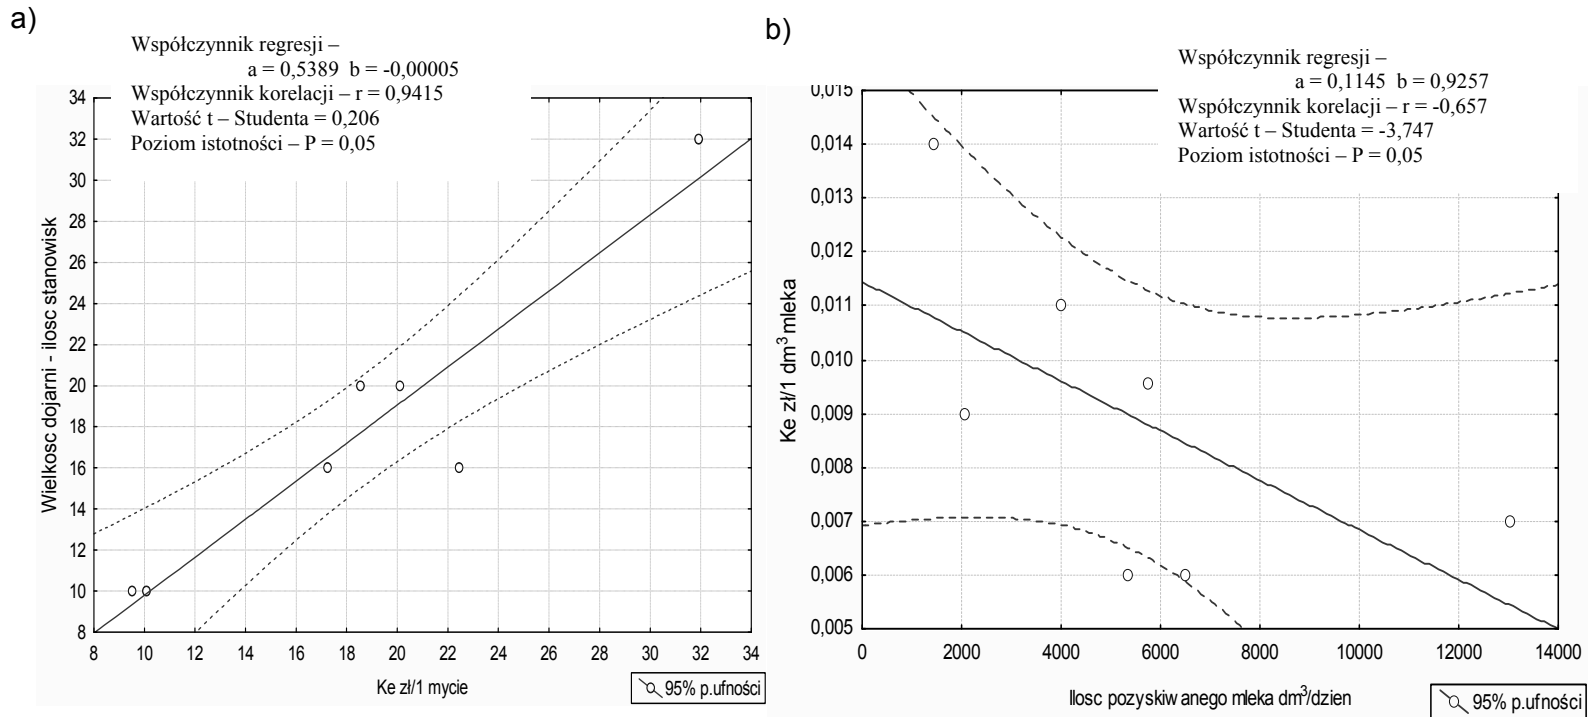 a)
Współczynnik regresji –
a = 0,5389 b = -0,00005
Współczynnik korelacji – r = 0,9415
Wartość t – Studenta = 0,206
Poziom istotności – P = 0,05
34
32
30
28
26
24
22
20
18
16
14
12
10
8
Wielkosc dojarni - ilosc stanowisk
8 10 12 14 16 18 20 22 24 26 28 30 32 34
Ke zł/1 mycie
95% p.ufności
b)
Współczynnik regresji –
a = 0,1145 b = 0,9257
Współczynnik korelacji – r = -0,657
Wartość t – Studenta = -3,747
Poziom istotności – P = 0,05
0,015
0,014
0,013
0,012
0,011
0,010
0,009
0,008
0,007
0,006
0,005
Ke zł/1 dm³ mleka
0 2000 4000 6000 8000 10000 12000 14000
Ilosc pozyskiw anego mleka dm³/dzien
95% p.ufności